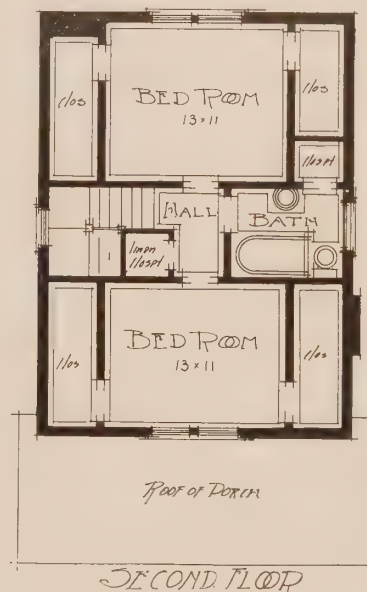 BED ROOM
13 × 11
Clos
Clos
Closet
HALL
BATH
Linen
Closet
BED ROOM
13 × 11
Clos
Clos
ROOF OF PORCH
SECOND FLOOR